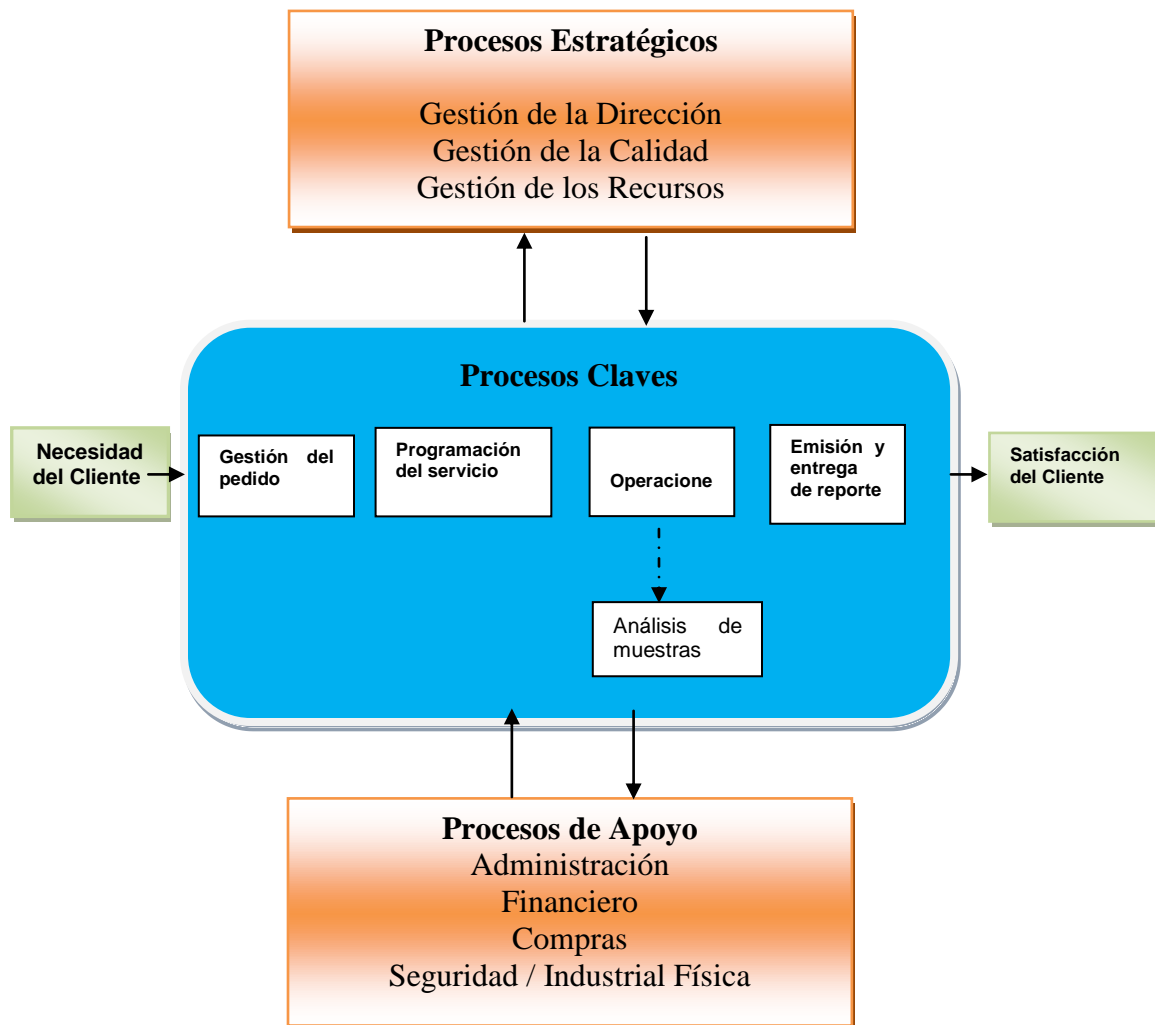 Procesos Estratégicos
Gestión de la Dirección
Gestión de la Calidad
Gestión de los Recursos
Procesos Claves
Necesidad
del Cliente
Gestión del
pedido
Programación
del servicio
Operacione
Emisión y
entrega
de reporte
Satisfacción
del Cliente
Análisis de
muestras
Procesos de Apoyo
Administración
Financiero
Compras
Seguridad / Industrial Física